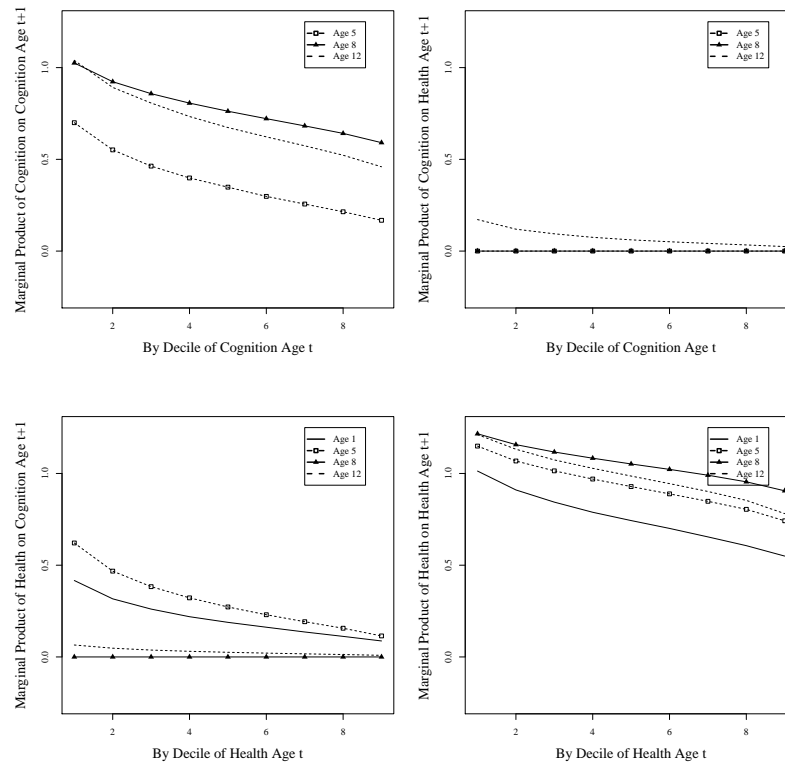 Marginal Product of Cognition on Cognition Age t+1
1.0
0.5
0.0
Age 5
Age 8
Age 12
2
4
6
8
By Decile of Cognition Age t
Marginal Product of Cognition on Health Age t+1
1.0
0.5
0.0
Age 5
Age 8
Age 12
2
4
6
8
By Decile of Cognition Age t
Marginal Product of Health on Cognition Age t+1
1.0
0.5
0.0
Age 1
Age 5
Age 8
Age 12
2
4
6
8
By Decile of Health Age t
Marginal Product of Health on Health Age t+1
1.0
0.5
0.0
Age 1
Age 5
Age 8
Age 12
2
4
6
8
By Decile of Health Age t